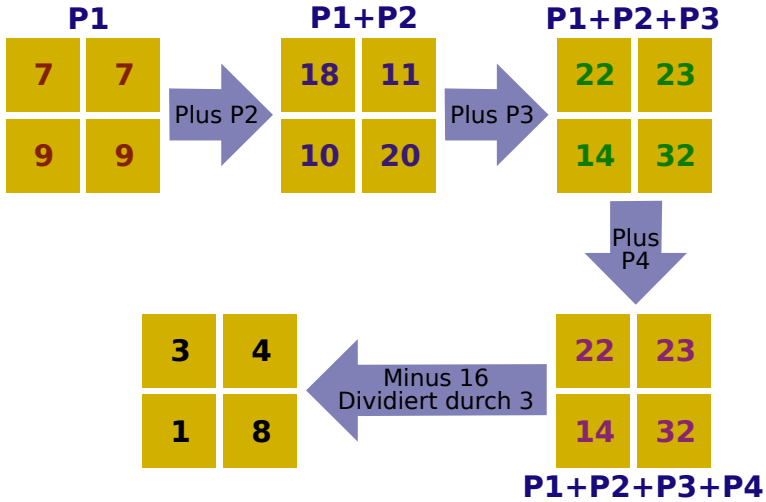 P1 P1+P2 P1+P2+P3
7 7 18 11 22 23
Plus P2 Plus P3
9 9 10 20 14 32
Plus
P4
3 4 22 23
Minus 16
Dividiert durch 3
1 8 14 32
P1+P2+P3+P4